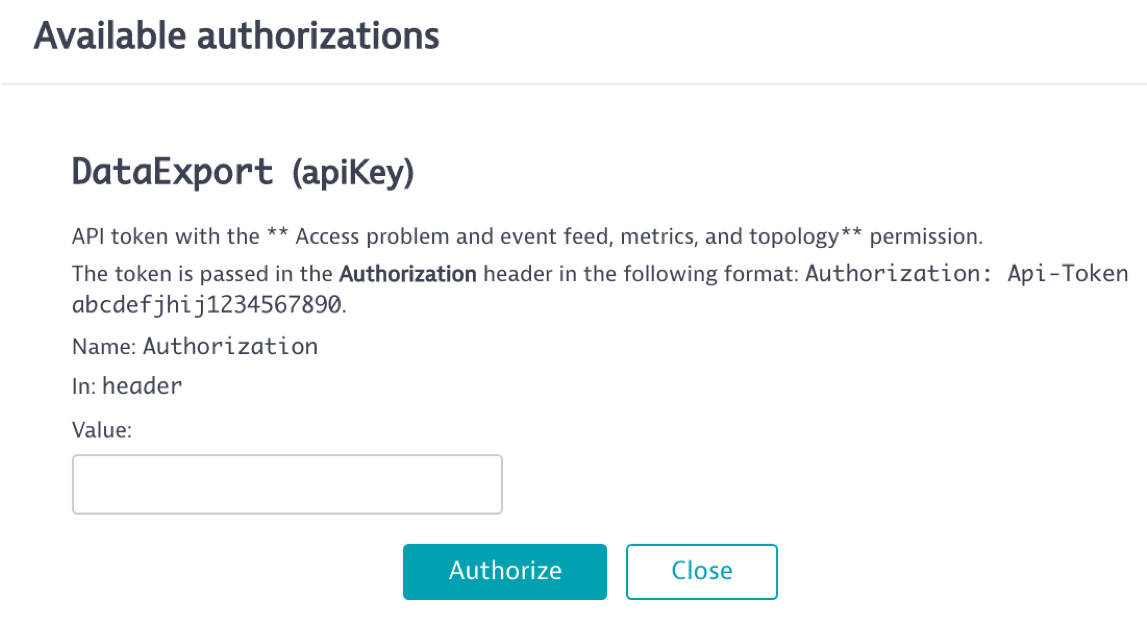 Available authorizations
DataExport (apiKey)
API token with the ** Access problem and event feed, metrics, and topology** permission.
The token is passed in the Authorization header in the following format: Authorization: Api-Token
abcdefjhij1234567890.
Name: Authorization
In: header
Value:
Authorize Close